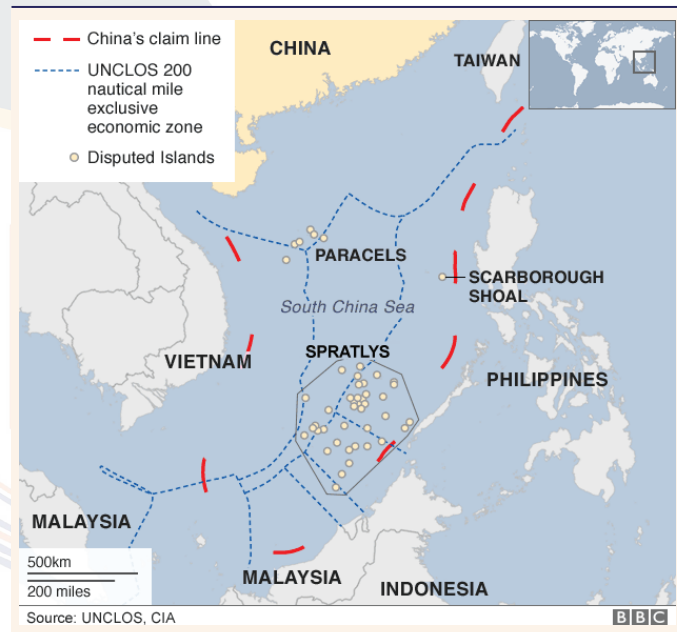 China's claim line
UNCLOS 200
nautical mile
exclusive
economic zone
Disputed Islands
CHINA
TAIWAN
PARACELS
SCARBOROUGH
SHOAL
South China Sea
SPRATLYS
VIETNAM
PHILIPPINES
MALAYSIA
500km
200 miles
MALAYSIA
INDONESIA
Source: UNCLOS, CIA
BBC